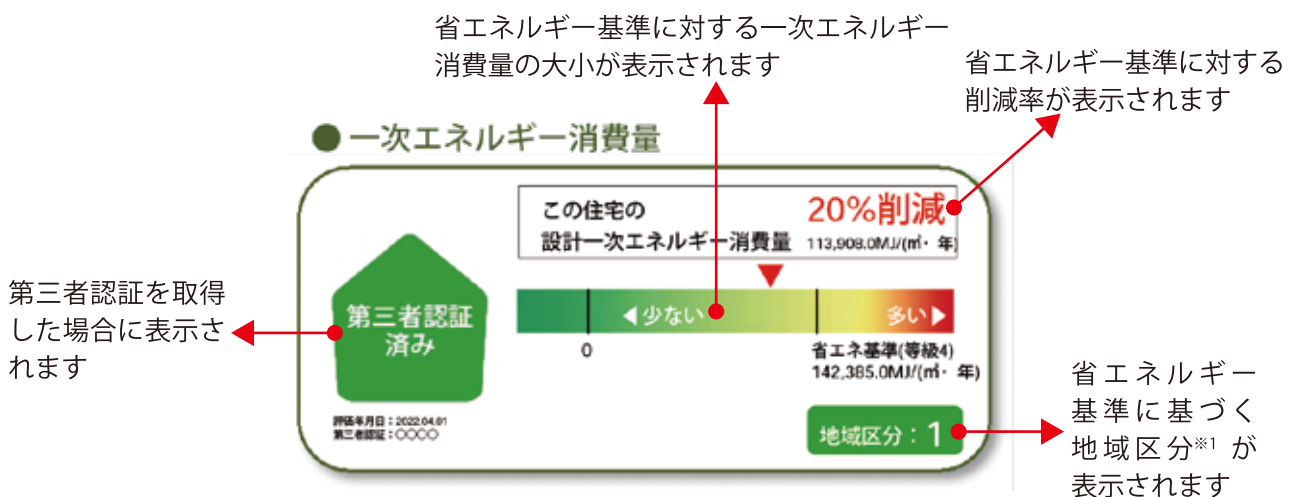 省エネルギー基準に対する一次エネルギー
消費量の大小が表示されます
省エネルギー基準に対する
削減率が表示されます
● 一次エネルギー消費量
この住宅の
設計一次エネルギー消費量
20%削減
113,908.0MJ/(㎡・年)
第三者認証を取得
した場合に表示さ
れます
第三者認証
済み
◀少ない
多い▶
0
省エネ基準(等級4)
142,385.0MJ/(㎡・年)
評価年月日:2022.04.01
第三者認証:○○○○
地域区分:1
省エネルギー
基準に基づく
地域区分※1 が
表示されます